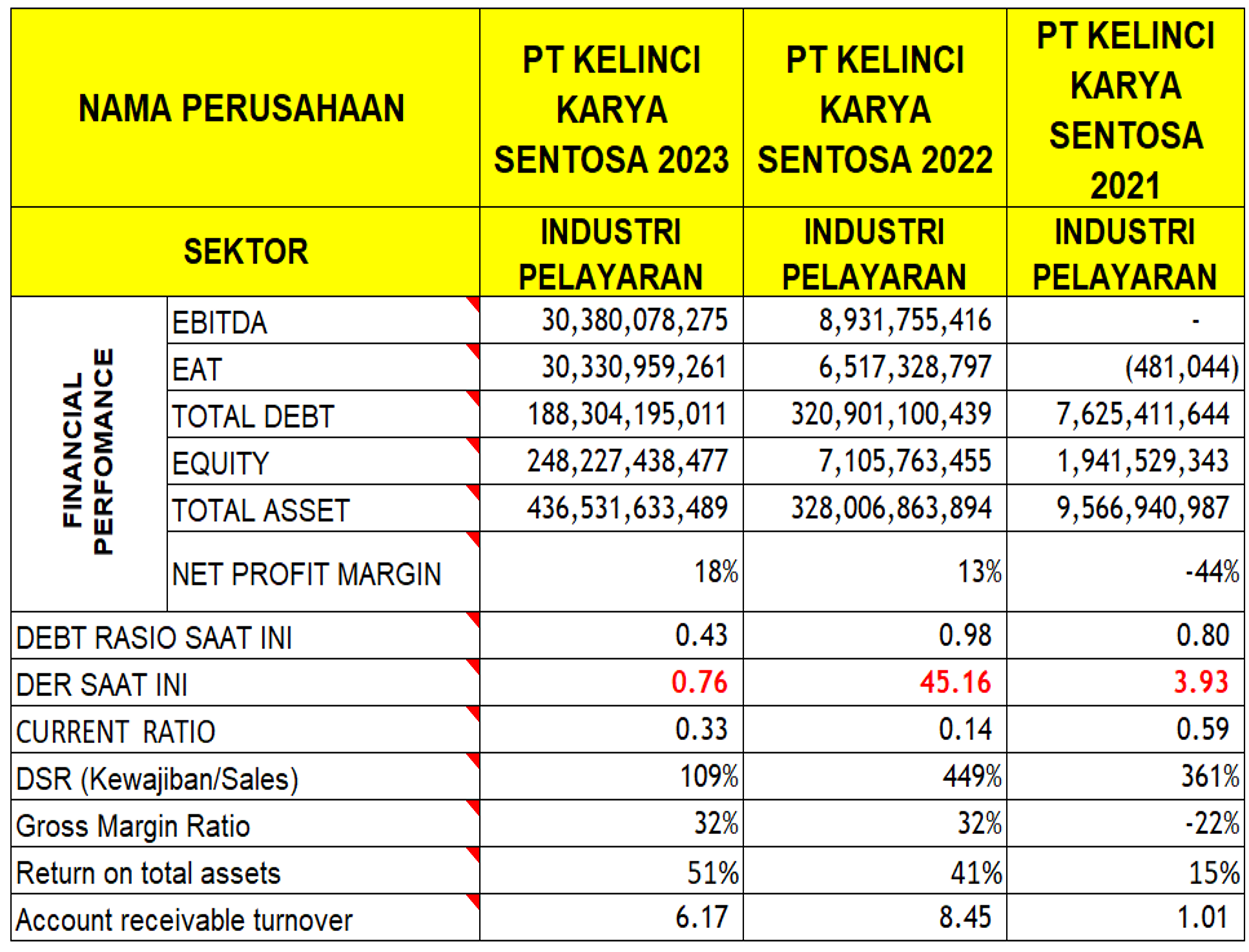 NAMA PERUSAHAAN
PT KELINCI
KARYA
SENTOSA 2023
PT KELINCI
KARYA
SENTOSA 2022
PT KELINCI
KARYA
SENTOSA
2021
SEKTOR
INDUSTRI
PELAYARAN
INDUSTRI
PELAYARAN
INDUSTRI
PELAYARAN
FINANCIAL
PERFOMANCE
EBITDA 30,380,078,275 8,931,755,416 -
EAT 30,330,959,261 6,517,328,797 (481,044)
TOTAL DEBT 188,304,195,011 320,901,100,439 7,625,411,644
EQUITY 248,227,438,477 7,105,763,455 1,941,529,343
TOTAL ASSET 436,531,633,489 328,006,863,894 9,566,940,987
NET PROFIT MARGIN 18% 13% -44%
DEBT RASIO SAAT INI 0.43 0.98 0.80
DER SAAT INI 0.76 45.16 3.93
CURRENT RATIO 0.33 0.14 0.59
DSR (Kewajiban/Sales) 109% 449% 361%
Gross Margin Ratio 32% 32% -22%
Return on total assets 51% 41% 15%
Account receivable turnover 6.17 8.45 1.01